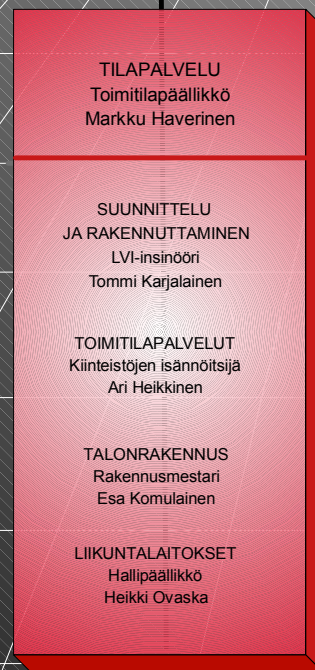 TILAPALVELU
Toimitilapäällikkö
Markku Haverinen
SUUNNITTELU
JA RAKENNUTTAMINEN
LVI-insinööri
Tommi Karjalainen
TOIMITILAPALVELUT
Kiinteistöjen isännöitsijä
Ari Heikkinen
TALONRAKENNUS
Rakennusmestari
Esa Komulainen
LIIKUNTALAITOKSET
Hallipäällikkö
Heikki Ovaska